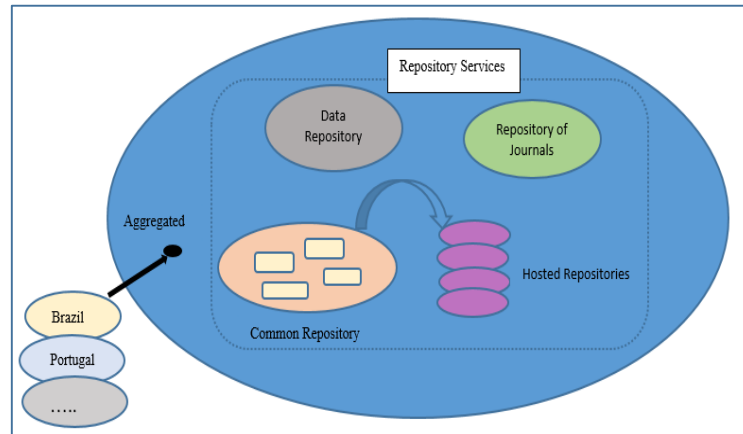 Repository Services
Data
Repository
Repository of
Journals
Aggregated
Hosted Repositories
Common Repository
Brazil
Portugal
.....